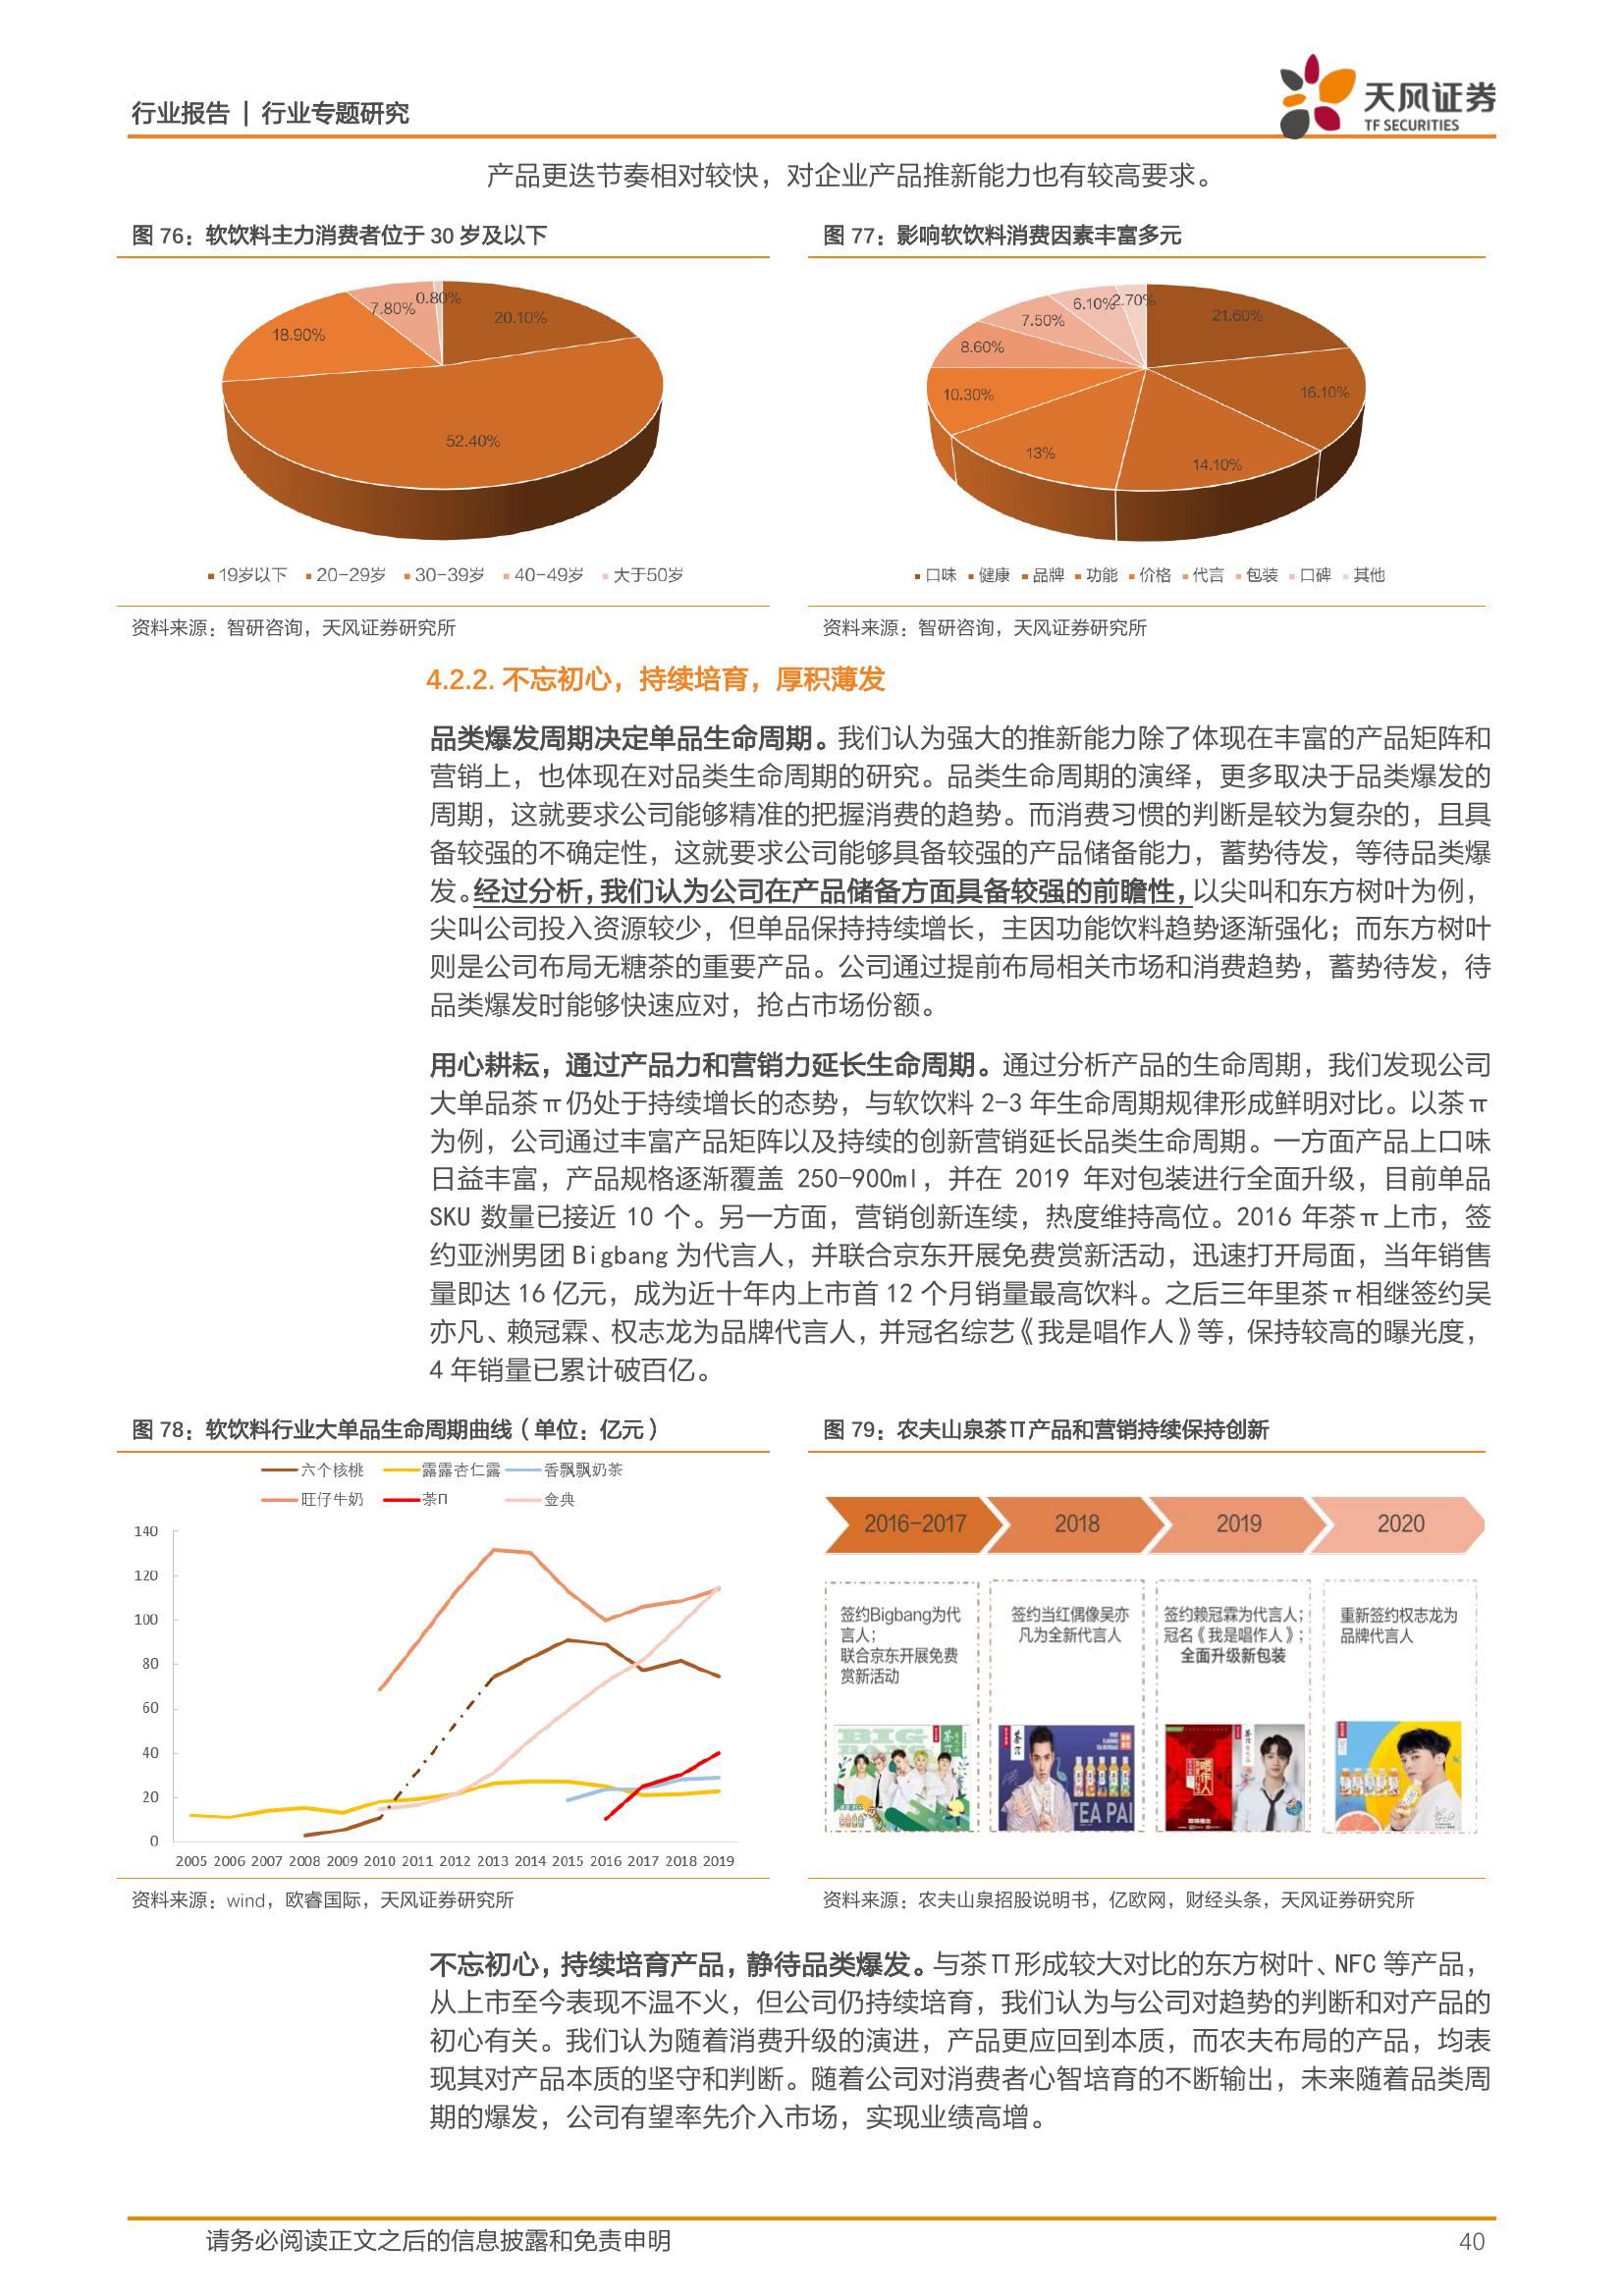 行业报告 | 行业专题研究
天风证券
TF SECURITIES
产品更迭节奏相对较快，对企业产品推新能力也有较高要求。
图 76：软饮料主力消费者位于 30 岁及以下
20.10%
52.40%
18.90%
7.80%
0.80%
19岁以下 20-29岁 30-39岁 40-49岁 大于50岁
资料来源：智研咨询，天风证券研究所
图 77：影响软饮料消费因素丰富多元
21.60%
16.10%
14.10%
13%
10.30%
8.60%
7.50%
6.10%
2.70%
口味 健康 品牌 功能 价格 代言 包装 口碑 其他
资料来源：智研咨询，天风证券研究所
4.2.2. 不忘初心，持续培育，厚积薄发
品类爆发周期决定单品生命周期。我们认为强大的推新能力除了体现在丰富的产品矩阵和
营销上，也体现在对品类生命周期的研究。品类生命周期的演绎，更多取决于品类爆发的
周期，这就要求公司能够精准的把握消费的趋势。而消费习惯的判断是较为复杂的，且具
备较强的不确定性，这就要求公司能够具备较强的产品储备能力，蓄势待发，等待品类爆
发。经过分析，我们认为公司在产品储备方面具备较强的前瞻性，以尖叫和东方树叶为例，
尖叫公司投入资源较少，但单品保持持续增长，主因功能饮料趋势逐渐强化；而东方树叶
则是公司布局无糖茶的重要产品。公司通过提前布局相关市场和消费趋势，蓄势待发，待
品类爆发时能够快速应对，抢占市场份额。
用心耕耘，通过产品力和营销力延长生命周期。通过分析产品的生命周期，我们发现公司
大单品茶π仍处于持续增长的态势，与软饮料 2-3 年生命周期规律形成鲜明对比。以茶π
为例，公司通过丰富产品矩阵以及持续的创新营销延长品类生命周期。一方面产品上口味
日益丰富，产品规格逐渐覆盖 250-900ml，并在 2019 年对包装进行全面升级，目前单品
SKU 数量已接近 10 个。另一方面，营销创新连续，热度维持高位。2016 年茶π上市，签
约亚洲男团 Bigbang 为代言人，并联合京东开展免费赏新活动，迅速打开局面，当年销售
量即达 16 亿元，成为近十年内上市首 12 个月销量最高饮料。之后三年里茶π相继签约吴
亦凡、赖冠霖、权志龙为品牌代言人，并冠名综艺《我是唱作人》等，保持较高的曝光度，
4 年销量已累计破百亿。
图 78：软饮料行业大单品生命周期曲线（单位：亿元）
六个核桃 露露杏仁露 香飘飘奶茶
旺仔牛奶 茶Π 金典
140
120
100
80
60
40
20
0
2005 2006 2007 2008 2009 2010 2011 2012 2013 2014 2015 2016 2017 2018 2019
资料来源：wind，欧睿国际，天风证券研究所
图 79：农夫山泉茶Π产品和营销持续保持创新
2016-2017 2018 2019 2020
签约Bigbang为代
言人；
联合京东开展免费
赏新活动
签约当红偶像吴亦
凡为全新代言人
TEA PAI
签约赖冠霖为代言人；
冠名《我是唱作人》；
全面升级新包装
重新签约权志龙为
品牌代言人
资料来源：农夫山泉招股说明书，亿欧网，财经头条，天风证券研究所
不忘初心，持续培育产品，静待品类爆发。与茶Π形成较大对比的东方树叶、NFC 等产品，
从上市至今表现不温不火，但公司仍持续培育，我们认为与公司对趋势的判断和对产品的
初心有关。我们认为随着消费升级的演进，产品更应回到本质，而农夫布局的产品，均表
现其对产品本质的坚守和判断。随着公司对消费者心智培育的不断输出，未来随着品类周
期的爆发，公司有望率先介入市场，实现业绩高增。
请务必阅读正文之后的信息披露和免责申明
40